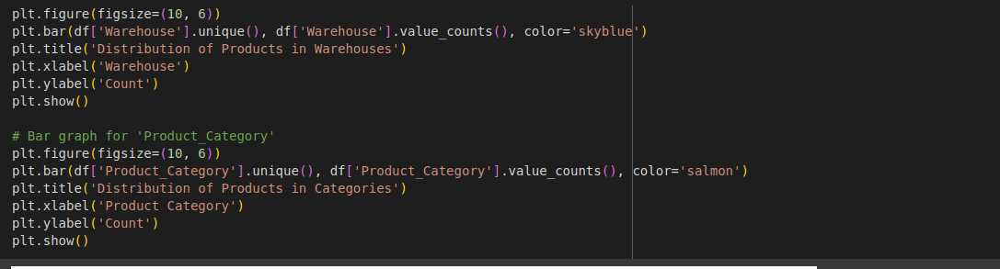 plt.figure(figsize=(10, 6))
plt.bar(df['Warehouse'].unique(), df['Warehouse'].value_counts(), color='skyblue')
plt.title('Distribution of Products in Warehouses')
plt.xlabel('Warehouse')
plt.ylabel('Count')
plt.show()

# Bar graph for 'Product_Category'
plt.figure(figsize=(10, 6))
plt.bar(df['Product_Category'].unique(), df['Product_Category'].value_counts(), color='salmon')
plt.title('Distribution of Products in Categories')
plt.xlabel('Product Category')
plt.ylabel('Count')
plt.show()